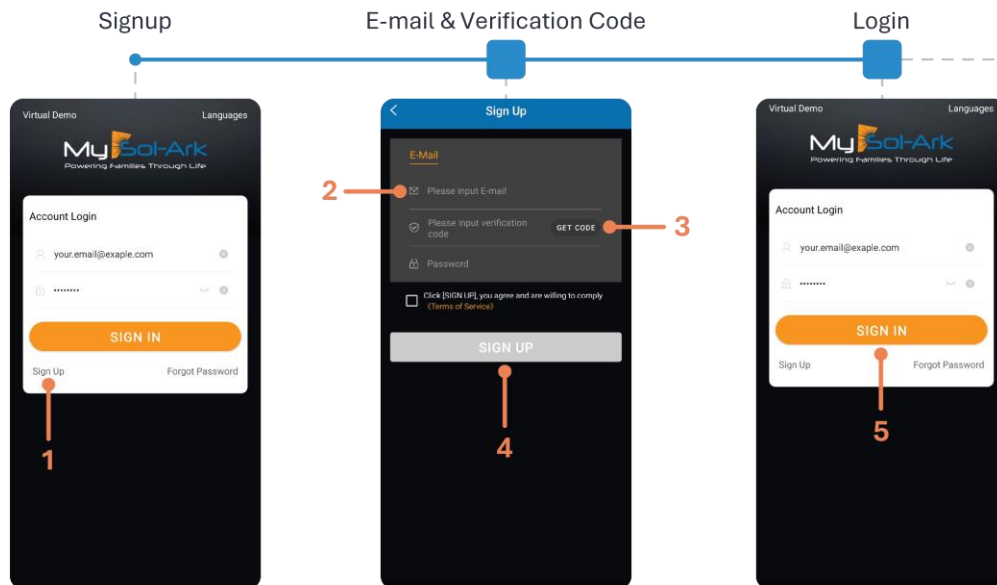 Signup
E-mail & Verification Code
Login
Virtual Demo
Languages
My Sol-Ark
Powering Families Through Life
Account Login
your.email@exaple.com
••••••••
SIGN IN
Sign Up
Forgot Password
1
Sign Up
E-Mail
2
Please input E-mail
Please input verification
code
GET CODE
3
Password
Click [SIGN UP], you agree and are willing to comply
《Terms of Service》
SIGN UP
4
Virtual Demo
Languages
My Sol-Ark
Powering Families Through Life
Account Login
your.email@exaple.com
••••••••
SIGN IN
Sign Up
Forgot Password
5